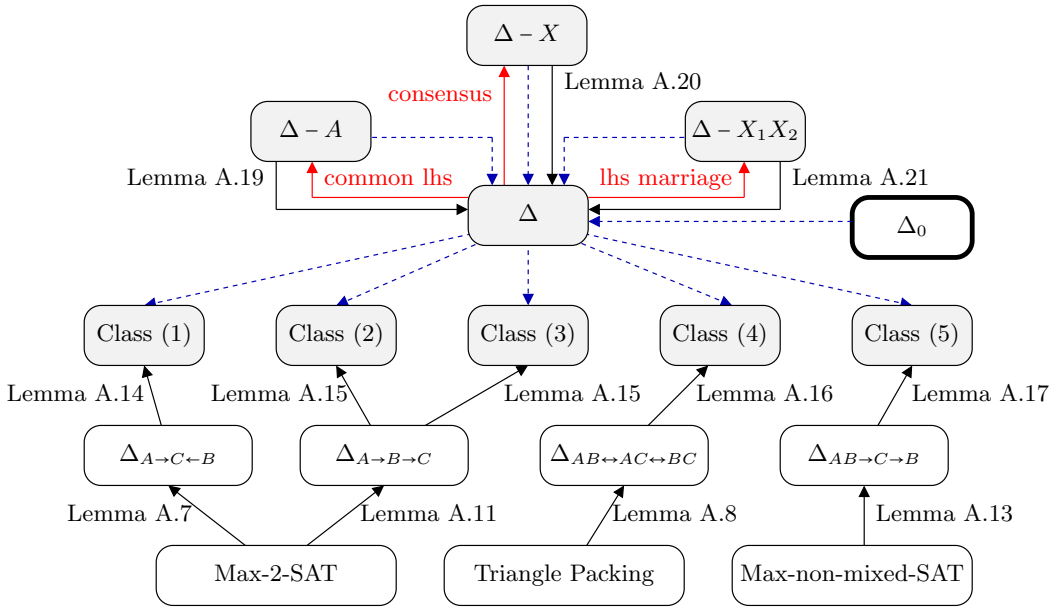 Δ − X
Lemma A.20
consensus
Δ − A
Δ − X₁X₂
Lemma A.19
common lhs
lhs marriage
Lemma A.21
Δ
Δ₀
Class (1)
Class (2)
Class (3)
Class (4)
Class (5)
Lemma A.14
Lemma A.15
Lemma A.15
Lemma A.16
Lemma A.17
Δ_{A→C←B}
Δ_{A→B→C}
Δ_{AB↔AC↔BC}
Δ_{AB→C→B}
Lemma A.7
Lemma A.11
Lemma A.8
Lemma A.13
Max-2-SAT
Triangle Packing
Max-non-mixed-SAT